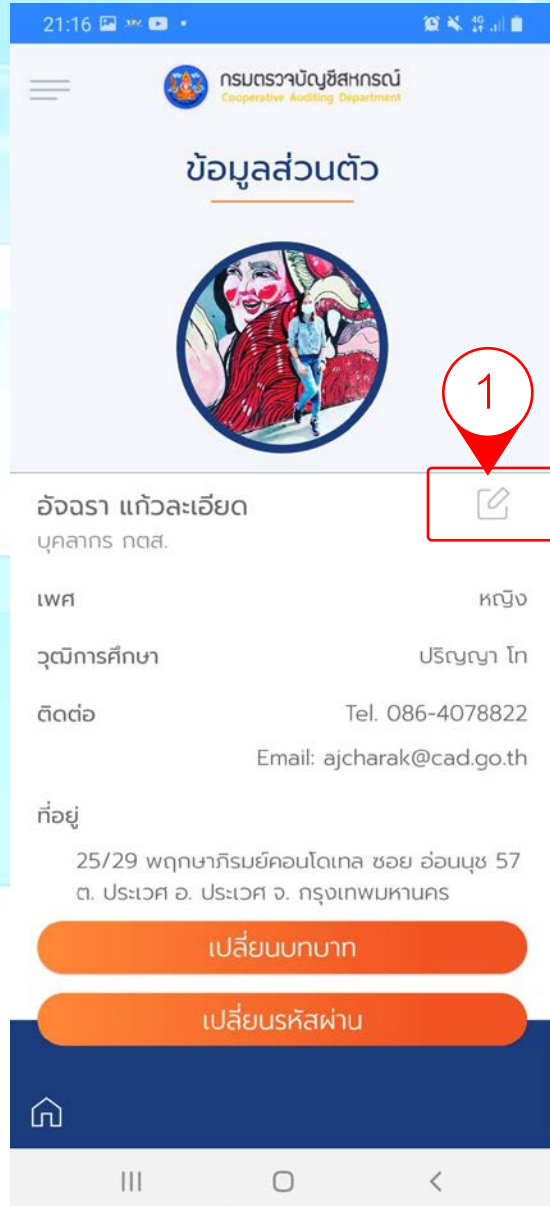 21:16
4G
กรมตรวจบัญชีสหกรณ์
Cooperative Auditing Department
ข้อมูลส่วนตัว
1
อัจฉรา แก้วละเอียด
บุคลากร กตส.
เพศ หญิง
วุฒิการศึกษา ปริญญา โท
ติดต่อ Tel. 086-4078822
Email: ajcharak@cad.go.th
ที่อยู่
25/29 พฤกษาภิรมย์คอนโดเทล ซอย อ่อนนุช 57
ต. ประเวศ อ. ประเวศ จ. กรุงเทพมหานคร
เปลี่ยนบทบาท
เปลี่ยนรหัสผ่าน